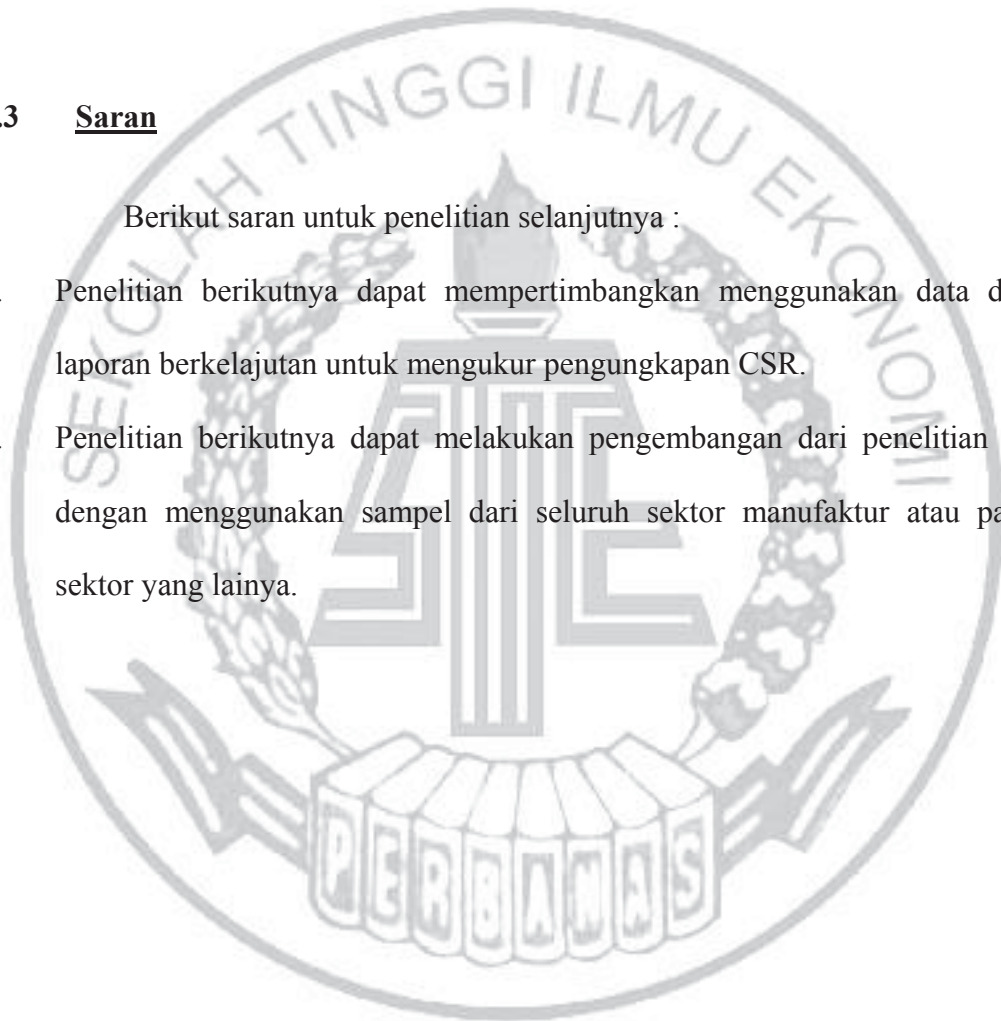 .3 Saran
Berikut saran untuk penelitian selanjutnya :
. Penelitian berikutnya dapat mempertimbangkan menggunakan data d
laporan berkelajutan untuk mengukur pengungkapan CSR.
. Penelitian berikutnya dapat melakukan pengembangan dari penelitian
dengan menggunakan sampel dari seluruh sektor manufaktur atau pa
sektor yang lainya.
SEKOLAH TINGGI ILMU EKONOMI
PERBANAS